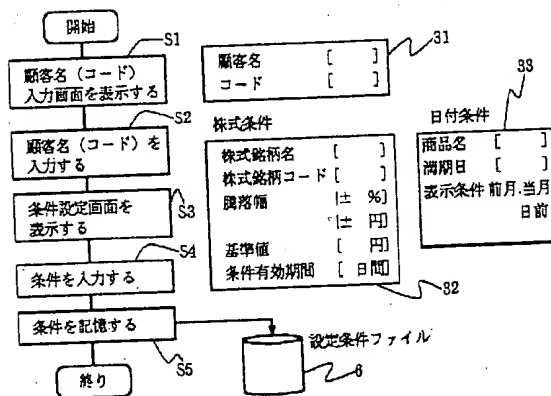 開始
S1
顧客名(コード)
入力画面を表示する
S2
顧客名(コード)を
入力する
S3
条件設定画面を
表示する
S4
条件を入力する
条件を記憶する
S5
終り
31
顧客名 [ ]
コード [ ]
株式条件
株式銘柄名 [ ]
株式銘柄コード[ ]
騰落幅 [± %]
[± 円]
基準値 [ 円]
条件有効期間 [ 日間]
32
33
日付条件
商品名 [ ]
満期日 [ ]
表示条件 前月.当月
日前
設定条件ファイル
6